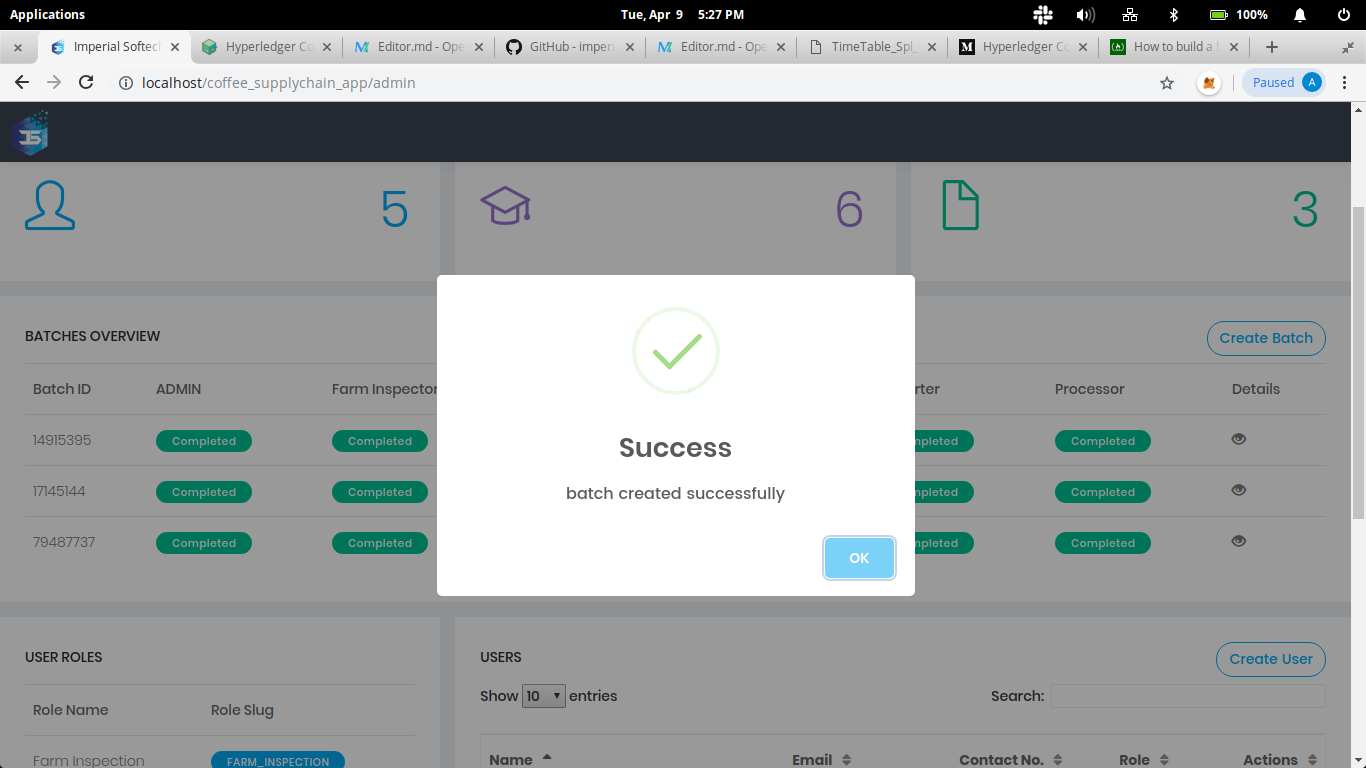 Applications
Tue, Apr 9 5:27 PM
100%
Imperial Softech
Hyperledger Co
Editor.md - Ope
GitHub - imperi
Editor.md - Ope
TimeTable_Spl_
Hyperledger Co
How to build a b
localhost/coffee_supplychain_app/admin
Paused
A
5
6
3
BATCHES OVERVIEW
Create Batch
Batch ID ADMIN Farm Inspector rter Processor Details
14915395 Completed Completed mpleted Completed
17145144 Completed Completed mpleted Completed
79487737 Completed Completed mpleted Completed
Success
batch created successfully
OK
USER ROLES
Role Name Role Slug
Farm Inspection FARM_INSPECTION
USERS
Create User
Show 10 entries
Search:
Name Email Contact No. Role Actions